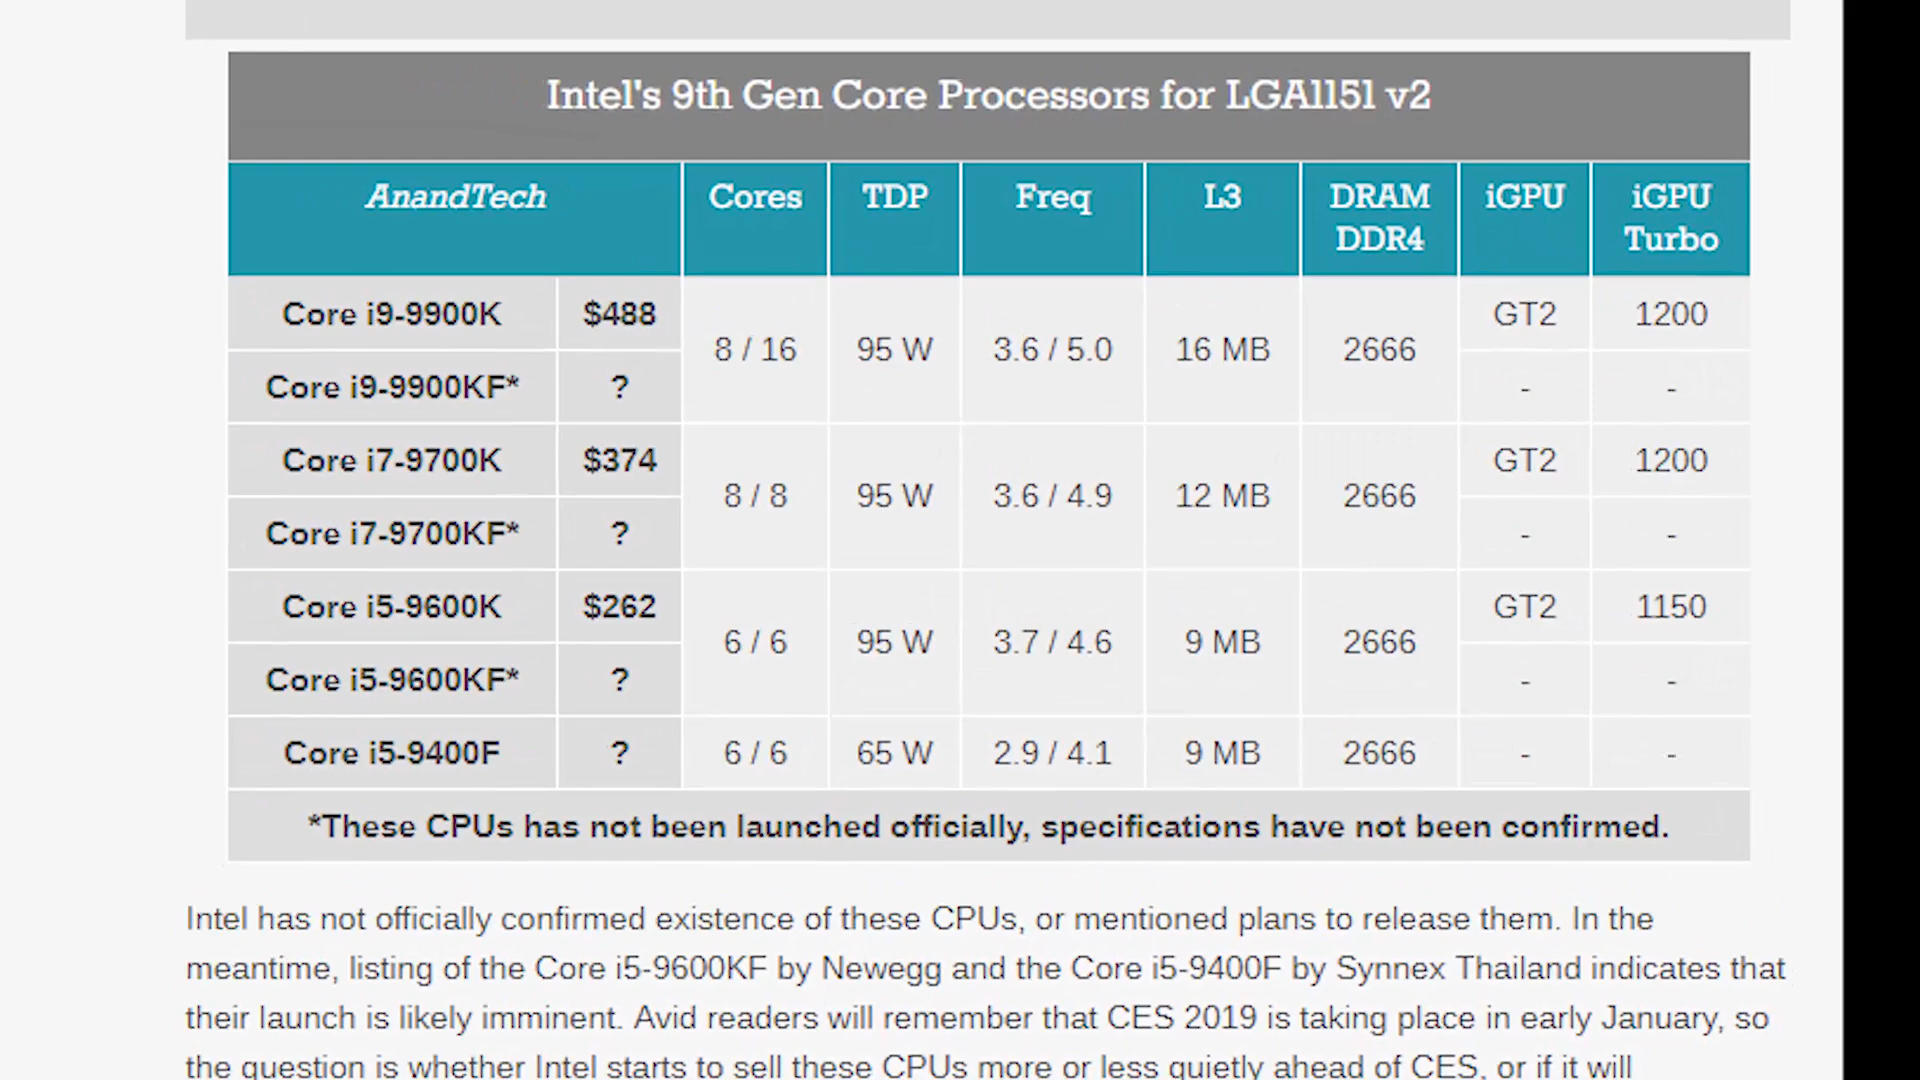 Intel's 9th Gen Core Processors for LGA1151 v2
AnandTech Cores TDP Freq L3 DRAM DDR4 iGPU iGPU Turbo
Core i9-9900K $488 8 / 16 95 W 3.6 / 5.0 16 MB 2666 GT2 1200
Core i9-9900KF* ? - -
Core i7-9700K $374 8 / 8 95 W 3.6 / 4.9 12 MB 2666 GT2 1200
Core i7-9700KF* ? - -
Core i5-9600K $262 6 / 6 95 W 3.7 / 4.6 9 MB 2666 GT2 1150
Core i5-9600KF* ? - -
Core i5-9400F ? 6 / 6 65 W 2.9 / 4.1 9 MB 2666 - -
*These CPUs has not been launched officially, specifications have not been confirmed.
Intel has not officially confirmed existence of these CPUs, or mentioned plans to release them. In the
meantime, listing of the Core i5-9600KF by Newegg and the Core i5-9400F by Synnex Thailand indicates that
their launch is likely imminent. Avid readers will remember that CES 2019 is taking place in early January, so
the question is whether Intel starts to sell these CPUs more or less quietly ahead of CES, or if it will